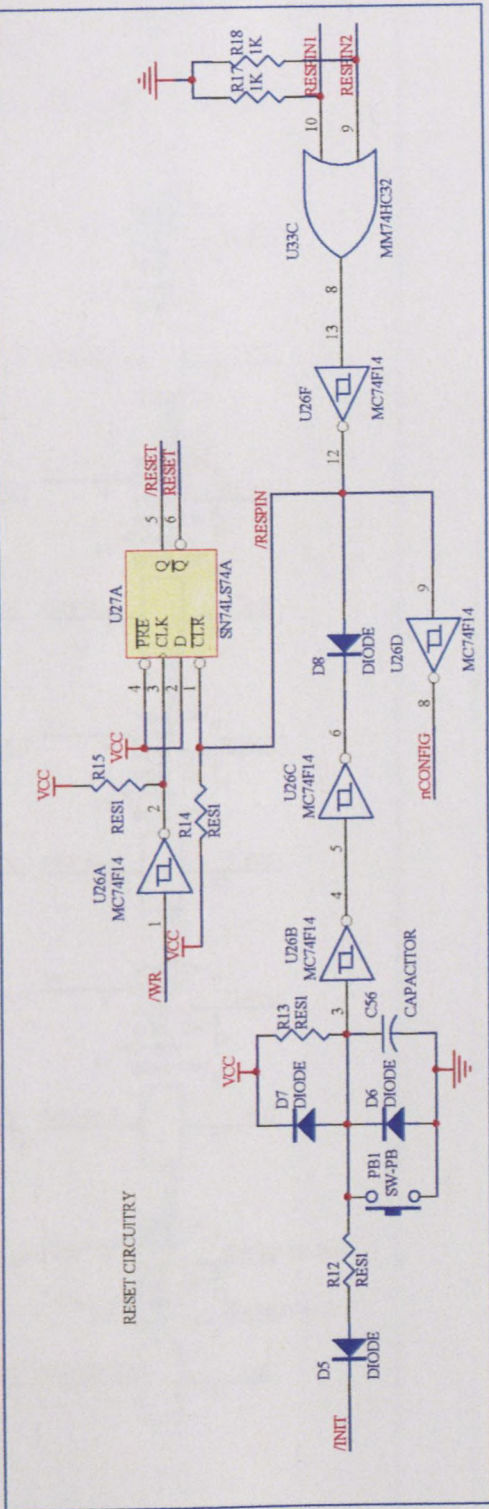 RESET CIRCUITRY
/INIT
D5
DIODE
R12
RES1
PB1
SW-PB
D6
DIODE
D7
DIODE
VCC
R13
RES1
C56
CAPACITOR
3
U26B
MC74F14
4
5
U26C
MC74F14
6
D8
DIODE
/RESPIN
nCONFIG
8
U26D
MC74F14
9
12
U26F
MC74F14
13
8
U33C
MM74HC32
10
9
RESPIN1
RESPIN2
R17
1K
R18
1K
/WR
1
U26A
MC74F14
2
VCC
R15
RES1
VCC
R14
RES1
VCC
4
3
2
1
U27A
PRE
CLK
D
CLR
Q
Q
SN74LS74A
5
6
/RESET
RESET